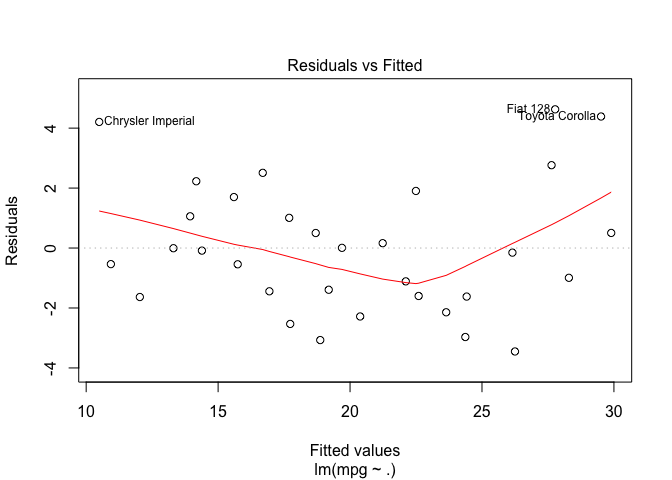 Residuals vs Fitted
Residuals
4
2
0
-2
-4
Chrysler Imperial
Fiat 128
Toyota Corolla
10 15 20 25 30
Fitted values
lm(mpg ~ .)